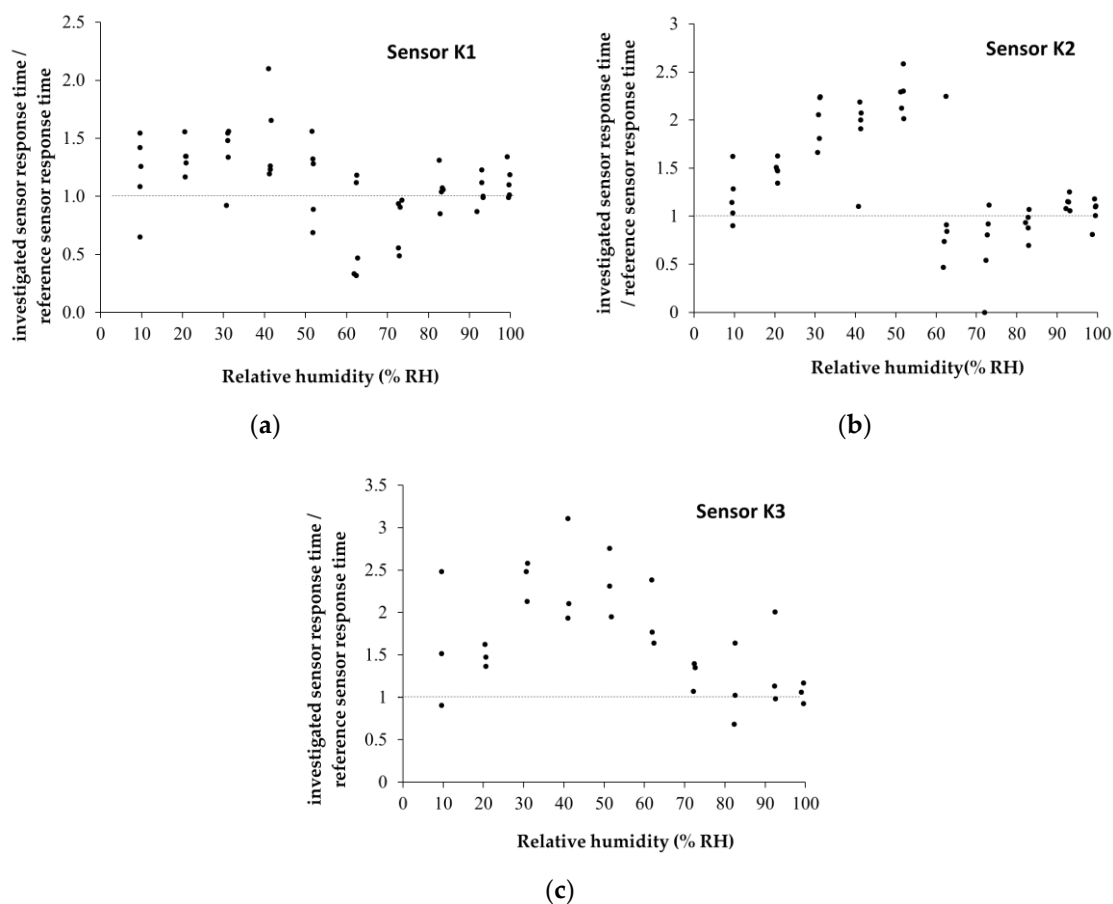 investigated sensor response time /
reference sensor response time
Sensor K1
2.5
2.0
1.5
1.0
0.5
0.0
0 10 20 30 40 50 60 70 80 90 100
Relative humidity (% RH)
(a)
investigated sensor response time
/ reference sensor response time
Sensor K2
3
2.5
2
1.5
1
0.5
0
0 10 20 30 40 50 60 70 80 90 100
Relative humidity(% RH)
(b)
investigated sensor response time /
reference sensor response time
Sensor K3
3.5
3
2.5
2
1.5
1
0.5
0
0 10 20 30 40 50 60 70 80 90 100
Relative humidity (% RH)
(c)